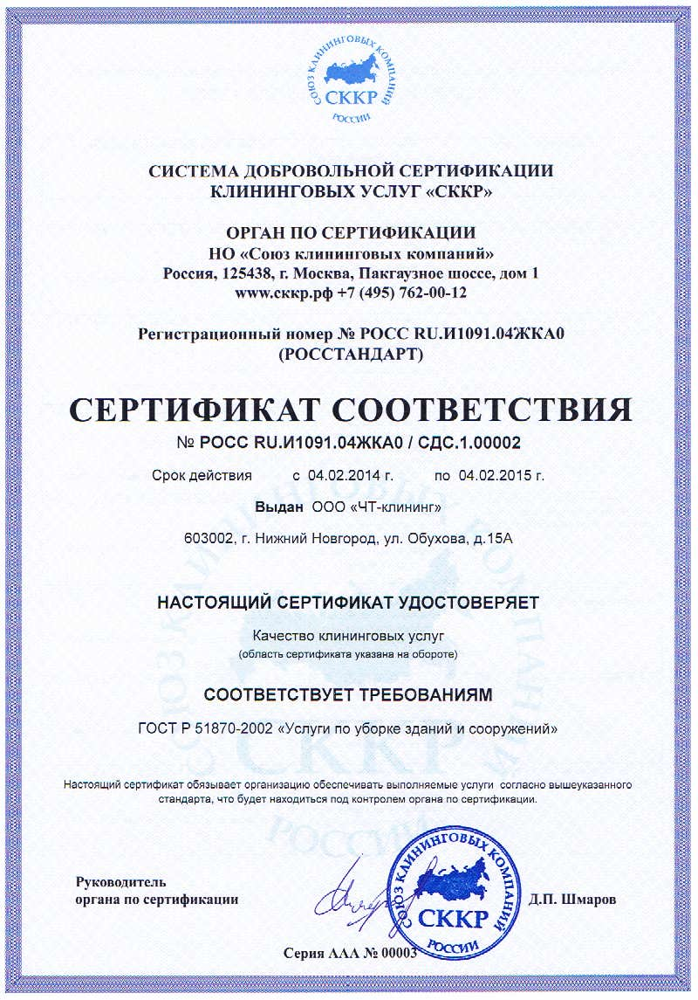 СОЮЗ КЛИНИНГОВЫХ КОМПАНИЙ
СККР
РОССИИ
СИСТЕМА ДОБРОВОЛЬНОЙ СЕРТИФИКАЦИИ
КЛИНИНГОВЫХ УСЛУГ «СККР»
ОРГАН ПО СЕРТИФИКАЦИИ
НО «Союз клининговых компаний»
Россия, 125438, г. Москва, Пакгаузное шоссе, дом 1
www.сккр.рф +7 (495) 762-00-12
Регистрационный номер № РОСС RU.И1091.04ЖКА0
(РОССТАНДАРТ)
СЕРТИФИКАТ СООТВЕТСТВИЯ
№ РОСС RU.И1091.04ЖКА0 / СДС.1.00002
Срок действия с 04.02.2014 г. по 04.02.2015 г.
Выдан ООО «ЧТ-клининг»
603002, г. Нижний Новгород, ул. Обухова, д.15А
НАСТОЯЩИЙ СЕРТИФИКАТ УДОСТОВЕРЯЕТ
Качество клининговых услуг
(область сертификата указана на обороте)
СООТВЕТСТВУЕТ ТРЕБОВАНИЯМ
ГОСТ Р 51870-2002 «Услуги по уборке зданий и сооружений»
Настоящий сертификат обязывает организацию обеспечивать выполняемые услуги согласно вышеуказанного
стандарта, что будет находиться под контролем органа по сертификации.
СОЮЗ КЛИНИНГОВЫХ КОМПАНИЙ
СККР
РОССИИ
Руководитель
органа по сертификации
Д.П. Шмаров
СОЮЗ КЛИНИНГОВЫХ КОМПАНИЙ
СККР
РОССИИ
Серия ААА № 00003